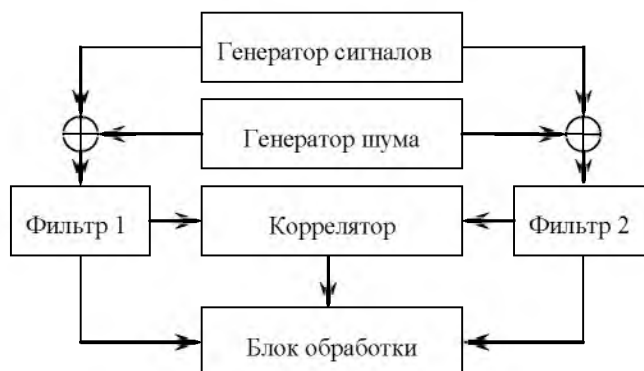 Генератор сигналов
Генератор шума
Фильтр 1
Коррелятор
Фильтр 2
Блок обработки